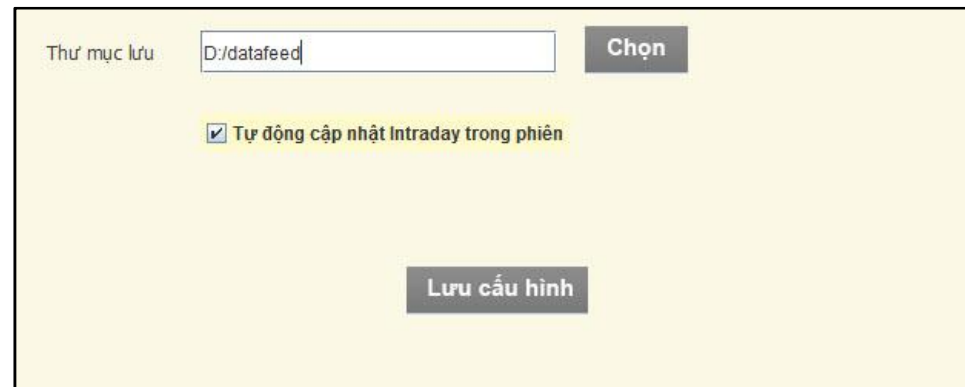 Thư mục lưu D:/datafeed Chọn
Tự động cập nhật Intraday trong phiên
Lưu cấu hình